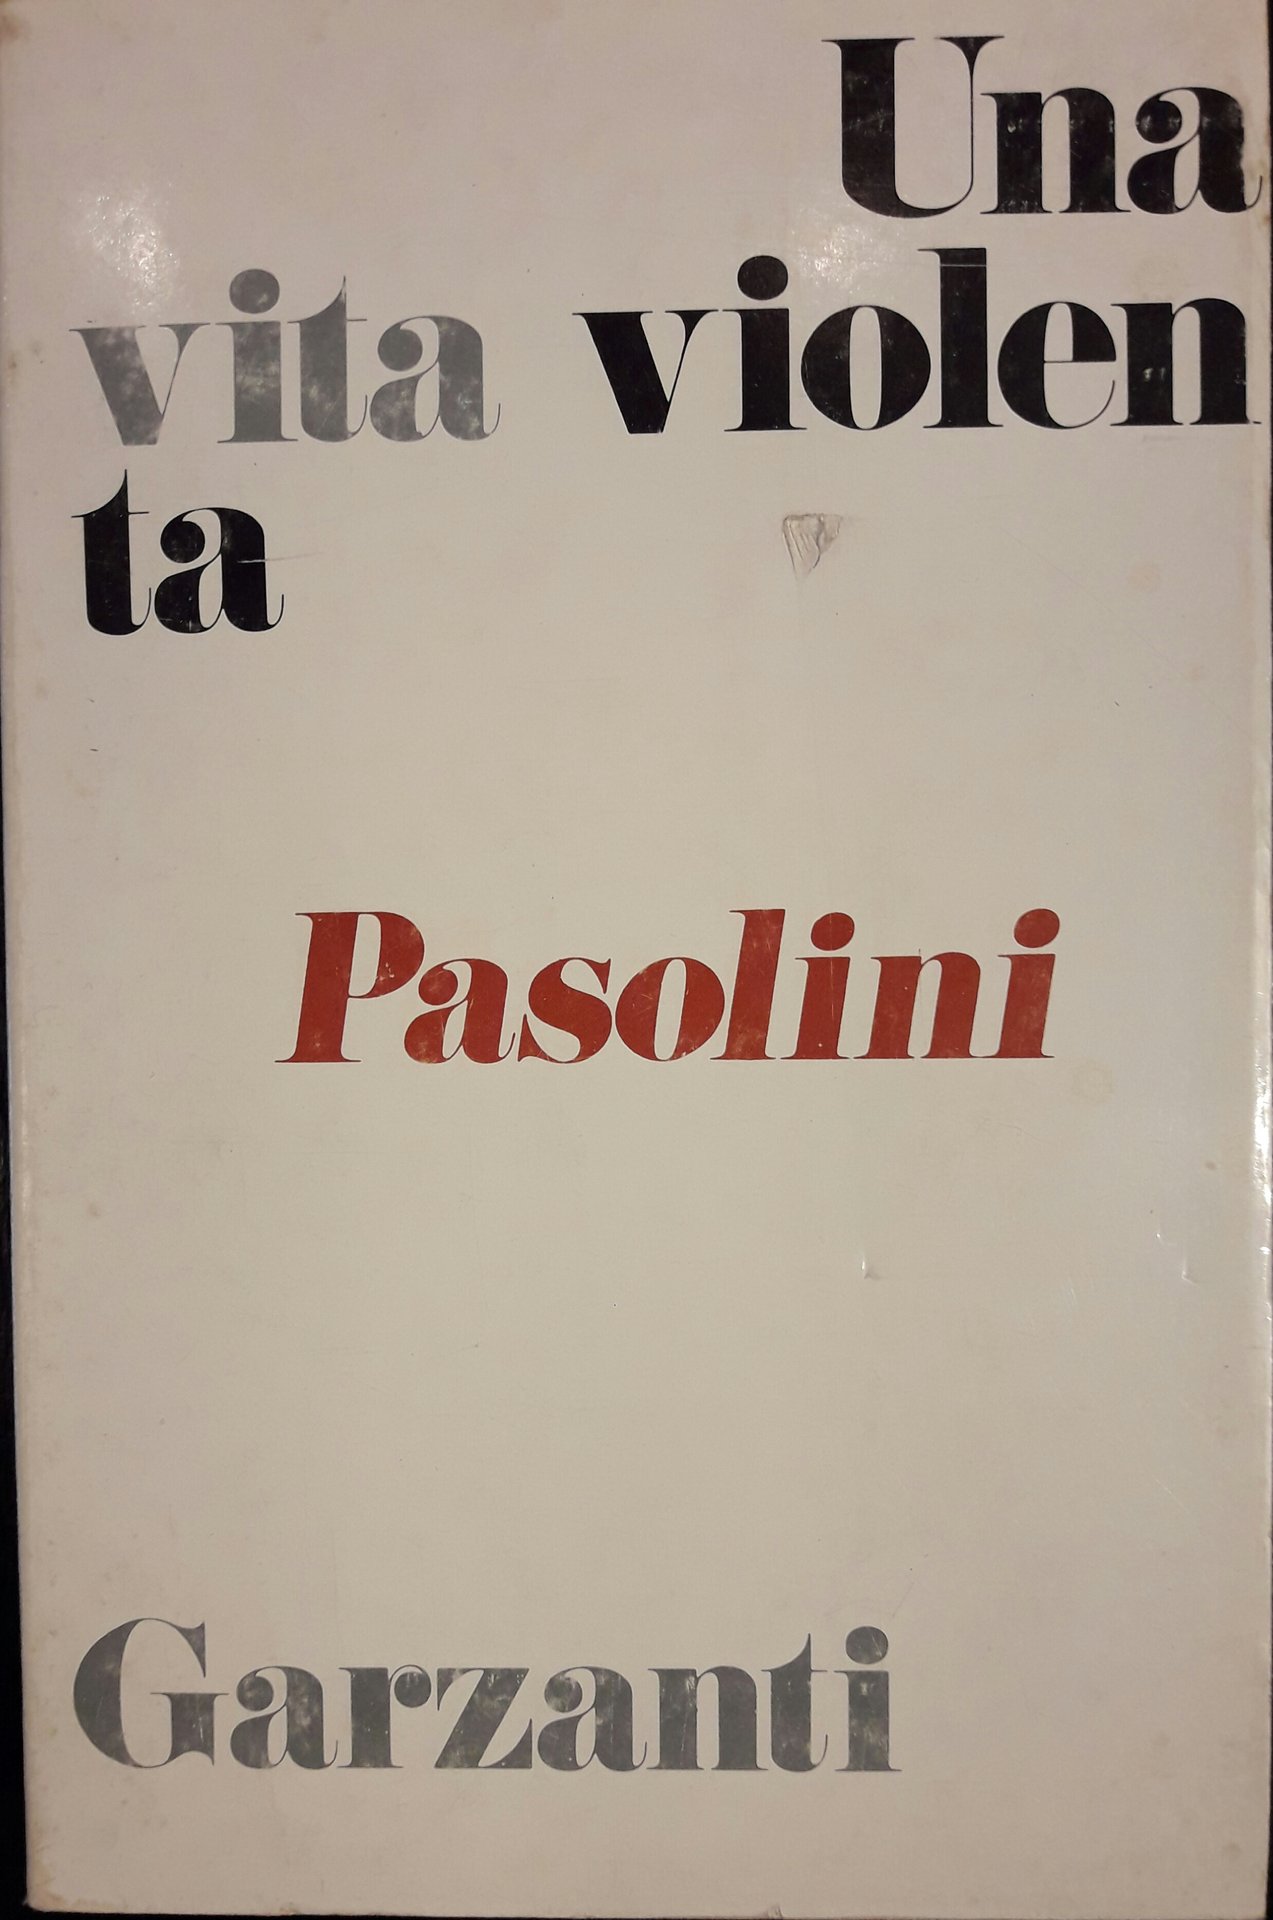 Una
vita violen
ta
Pasolini
Garzanti